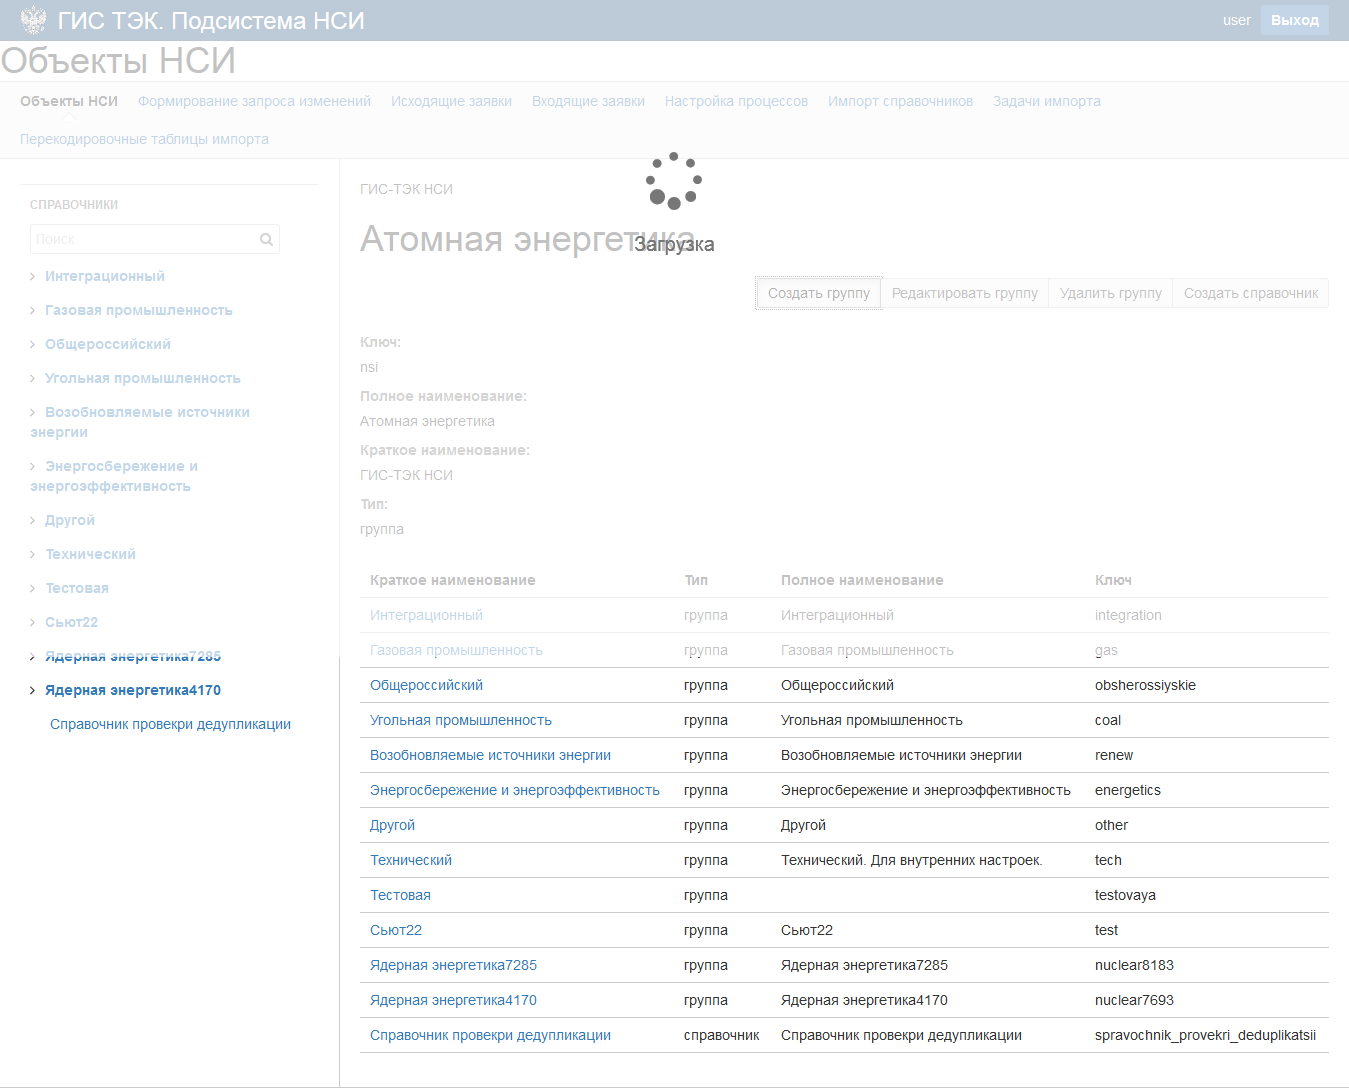 ГИС ТЭК. Подсистема НСИ
user Выход
Объекты НСИ
Объекты НСИ Формирование запроса изменений Исходящие заявки Входящие заявки Настройка процессов Импорт справочников Задачи импорта
Перекодировочные таблицы импорта
СПРАВОЧНИКИ
Поиск
Интеграционный
Газовая промышленность
Общероссийский
Угольная промышленность
Возобновляемые источники
энергии
Энергосбережение и
энергоэффективность
Другой
Технический
Тестовая
Сьют22
Ядерная энергетика7285
Ядерная энергетика4170
Справочник провекри дедупликации
ГИС-ТЭК НСИ
Атомная энергетика
Загрузка
Создать группу Редактировать группу Удалить группу Создать справочник
Ключ:
nsi
Полное наименование:
Атомная энергетика
Краткое наименование:
ГИС-ТЭК НСИ
Тип:
группа
Краткое наименование Тип Полное наименование Ключ
Интеграционный группа Интеграционный integration
Газовая промышленность группа Газовая промышленность gas
Общероссийский группа Общероссийский obsherossiyskie
Угольная промышленность группа Угольная промышленность coal
Возобновляемые источники энергии группа Возобновляемые источники энергии renew
Энергосбережение и энергоэффективность группа Энергосбережение и энергоэффективность energetics
Другой группа Другой other
Технический группа Технический. Для внутренних настроек. tech
Тестовая группа testovaya
Сьют22 группа Сьют22 test
Ядерная энергетика7285 группа Ядерная энергетика7285 nuclear8183
Ядерная энергетика4170 группа Ядерная энергетика4170 nuclear7693
Справочник провекри дедупликации справочник Справочник провекри дедупликации spravochnik_provekri_deduplikatsii